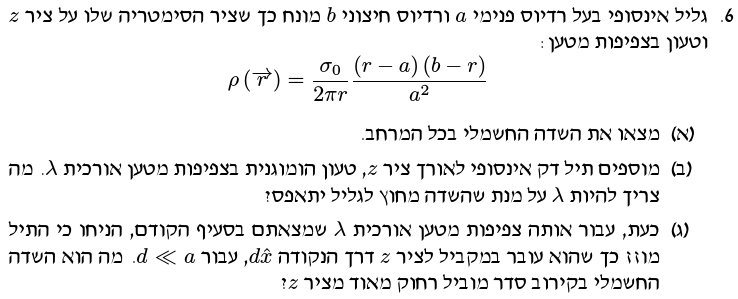 6. גליל אינסופי בעל רדיוס פנימי a ורדיוס חיצוני b מונח כך שציר הסימטריה שלו על ציר z
וטעון בצפיפות מטען:
$\rho\left(\overrightarrow{r}\right)=\frac{\sigma_0}{2\pi r}\frac{(r-a)(b-r)}{a^2}$
(א) מצאו את השדה החשמלי בכל המרחב.
(ב) מוסיפים תיל דק אינסופי לאורך ציר z, טעון הומוגנית בצפיפות מטען אורכית λ. מה
צריך להיות λ על מנת שהשדה מחוץ לגליל יתאפס?
(ג) כעת, עבור אותה צפיפות מטען אורכית λ שמצאתם בסעיף הקודם, הניחו כי התיל
מוזז כך שהוא עובר במקביל לציר z דרך הנקודה $d\hat{x}$, עבור d ≪ a. מה הוא השדה
החשמלי בקירוב סדר מוביל רחוק מאוד מציר z?